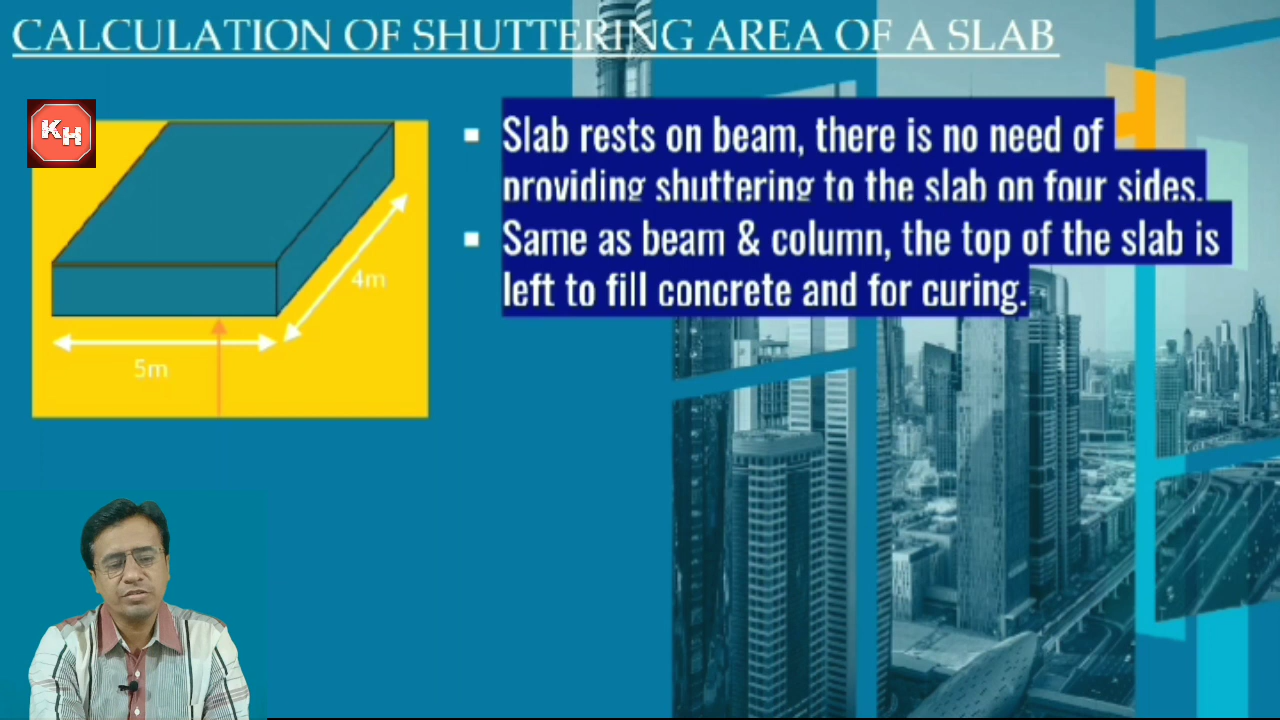 CALCULATION OF SHUTTERING AREA OF A SLAB
KH
▪ Slab rests on beam, there is no need of
providing shuttering to the slab on four sides.
▪ Same as beam & column, the top of the slab is
left to fill concrete and for curing.
4m
5m